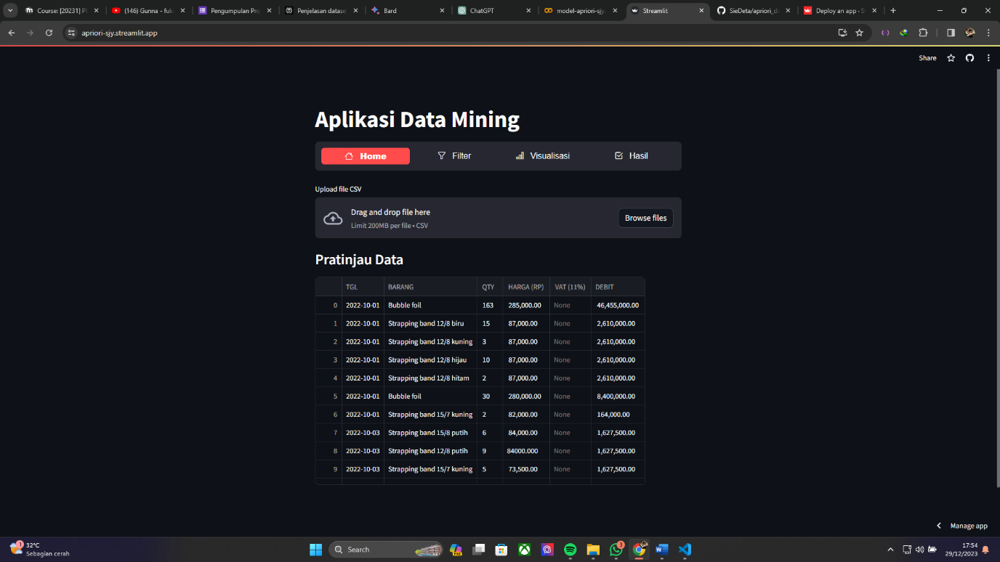 Course: [20231] P
(146) Gunna - fuk
Pengumpulan Pro
Penjelasan datase
Bard
ChatGPT
model-apriori-sjy.
Streamlit
SieDeta/apriori_da
Deploy an app • S
apriori-sjy.streamlit.app
Share
Aplikasi Data Mining
Home
Filter
Visualisasi
Hasil
Upload file CSV
Drag and drop file here
Limit 200MB per file • CSV
Browse files
Pratinjau Data
TGL BARANG QTY HARGA (RP) VAT (11%) DEBIT
0 2022-10-01 Bubble foil 163 285,000.00 None 46,455,000.00
1 2022-10-01 Strapping band 12/8 biru 15 87,000.00 None 2,610,000.00
2 2022-10-01 Strapping band 12/8 kuning 3 87,000.00 None 2,610,000.00
3 2022-10-01 Strapping band 12/8 hijau 10 87,000.00 None 2,610,000.00
4 2022-10-01 Strapping band 12/8 hitam 2 87,000.00 None 2,610,000.00
5 2022-10-01 Bubble foil 30 280,000.00 None 8,400,000.00
6 2022-10-01 Strapping band 15/7 kuning 2 82,000.00 None 164,000.00
7 2022-10-03 Strapping band 15/8 putih 6 84,000.00 None 1,627,500.00
8 2022-10-03 Strapping band 12/8 putih 9 84000.000 None 1,627,500.00
9 2022-10-03 Strapping band 15/7 kuning 5 73,500.00 None 1,627,500.00
Manage app
1
32°C
Sebagian cerah
Search
PRE
3
17:54
29/12/2023